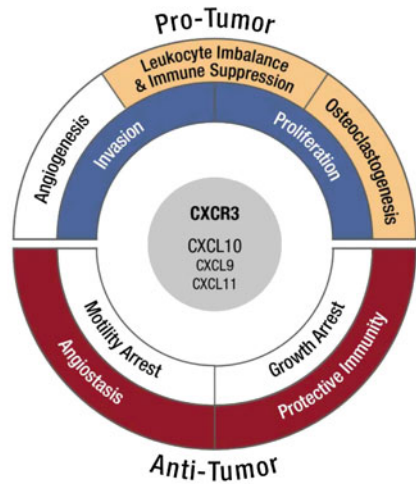 Pro-Tumor
Leukocyte Imbalance
& Immune Suppression
Angiogenesis
Osteoclastogenesis
Invasion
Proliferation
CXCR3
CXCL10
CXCL9
CXCL11
Motility Arrest
Growth Arrest
Angiostasis
Protective Immunity
Anti-Tumor